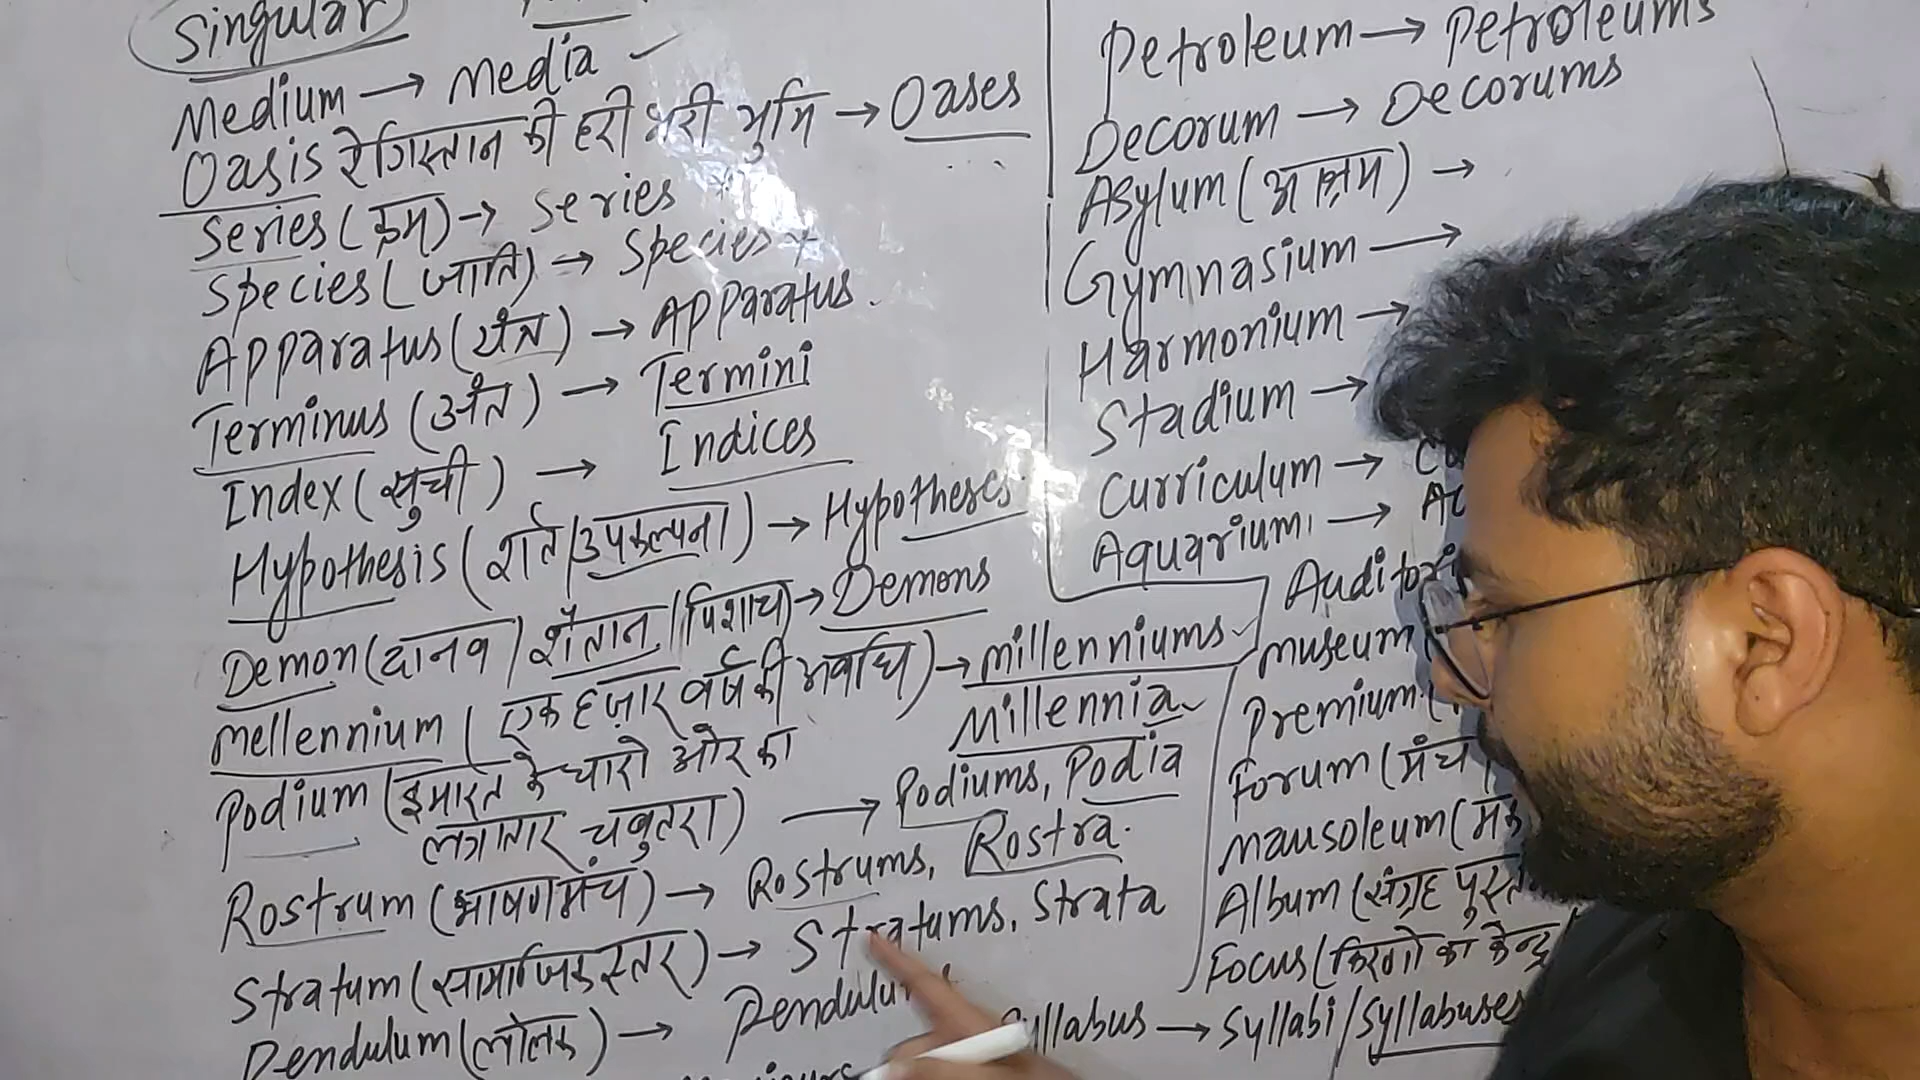 Singular
Medium → Media
Oasis रेगिस्तान की हरी भरी भुमि → Oases
Series (क्रम) → Series
Species (जाति) → Species
Apparatus (यंत्र) → Apparatus.
Terminus (अंत) → Termini
Index (सुची) → Indices
Hypothesis (शर्त/उपकल्पना) → Hypotheses
Demon (दानव/शैतान/पिशाच) → Demons
Mellennium (एक हज़ार वर्ष की अवधि) → Millenniums
Millennia
Podium (इमारत के चारो ओर का
लगातार चबुतरा) → Podiums, Podia
Rostrum (भाषण मंच) → Rostrums, Rostra.
Stratum (सामाजिक स्तर) → Stratums, Strata
Pendulum (लोलक) →
Petroleum → Petroleums
Decorum → Decorums
Asylum (आश्रम) →
Gymnasium →
Harmonium →
Stadium →
Curriculum →
Aquarium →
Museum
Premium
Forum (मंच
Mausoleum
Album (संग्रह
Focus (किरणो का केन्द्र
→ Syllabi/Syllabuses